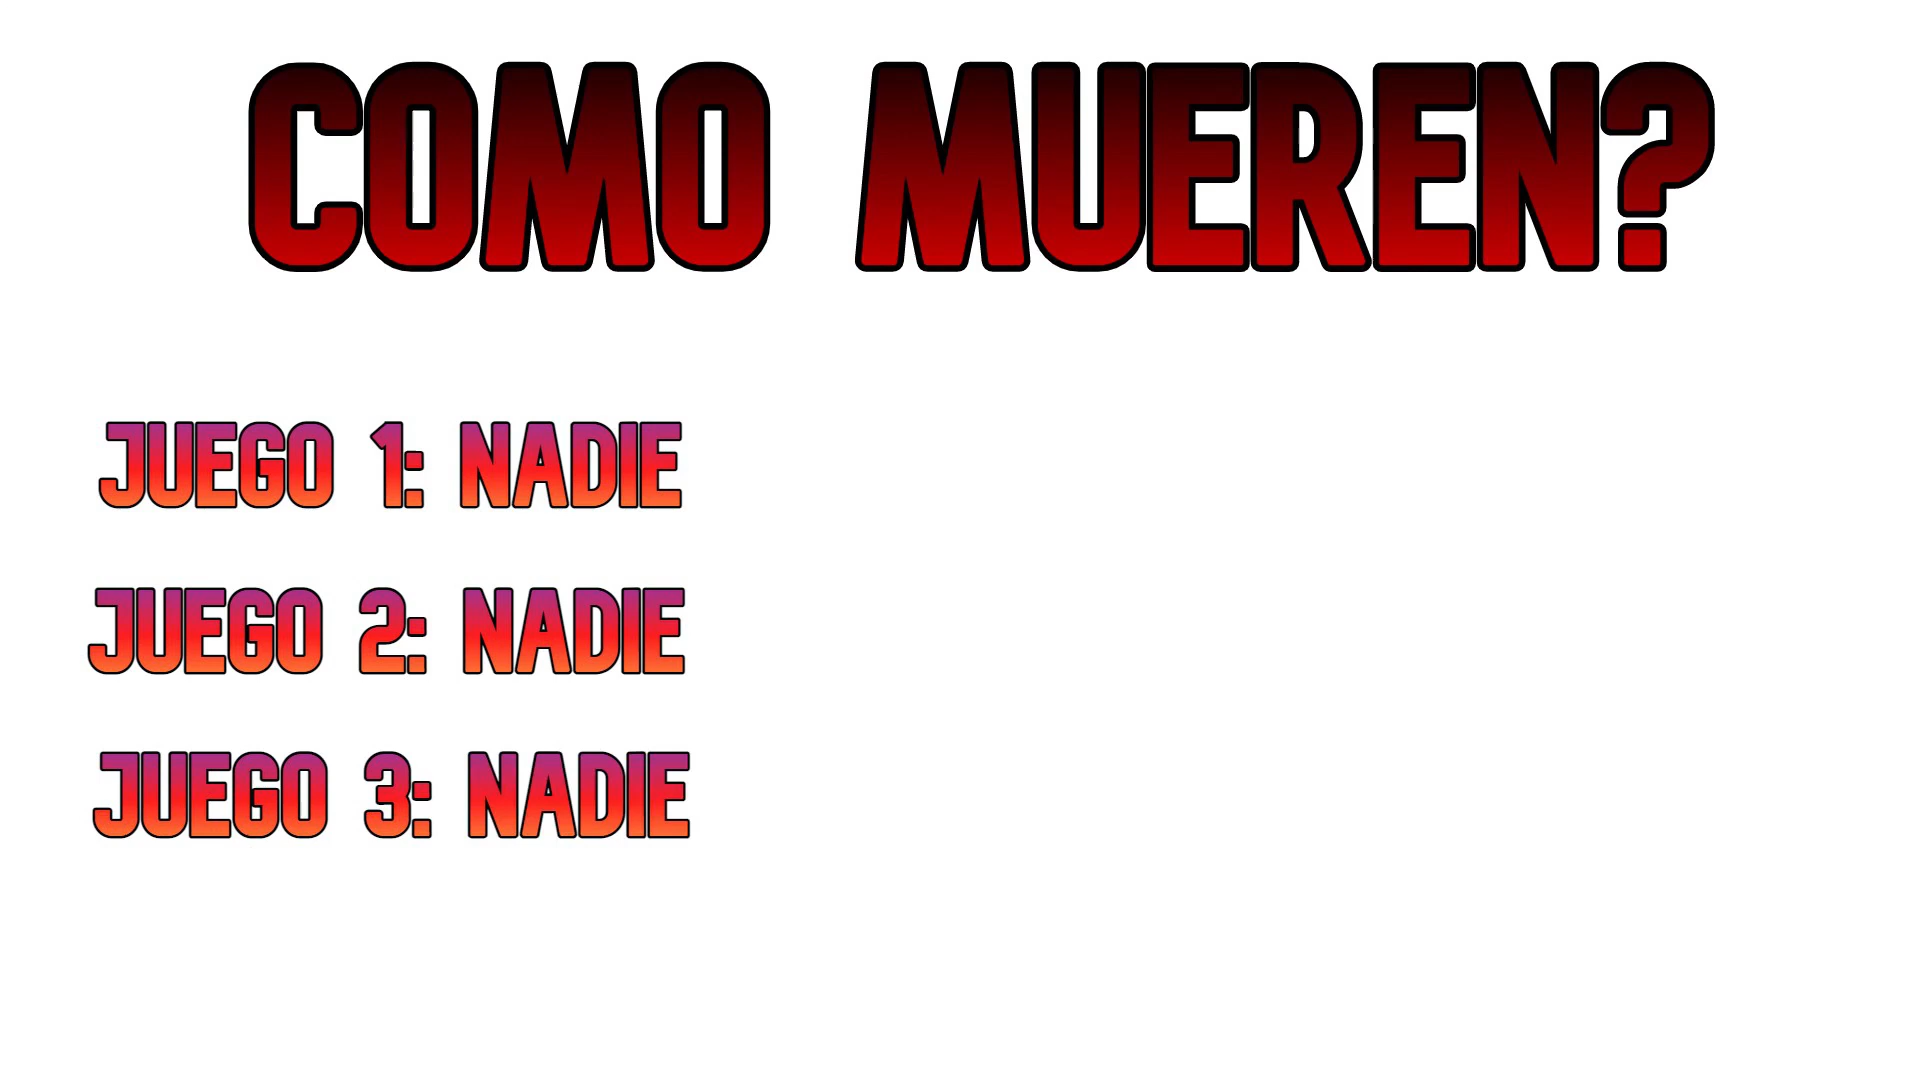 COMO MUEREN?
JUEGO 1: NADIE
JUEGO 2: NADIE
JUEGO 3: NADIE